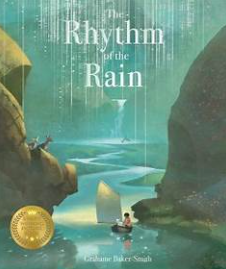 The
Rhythm
of the
Rain
Grahame Baker-Smith